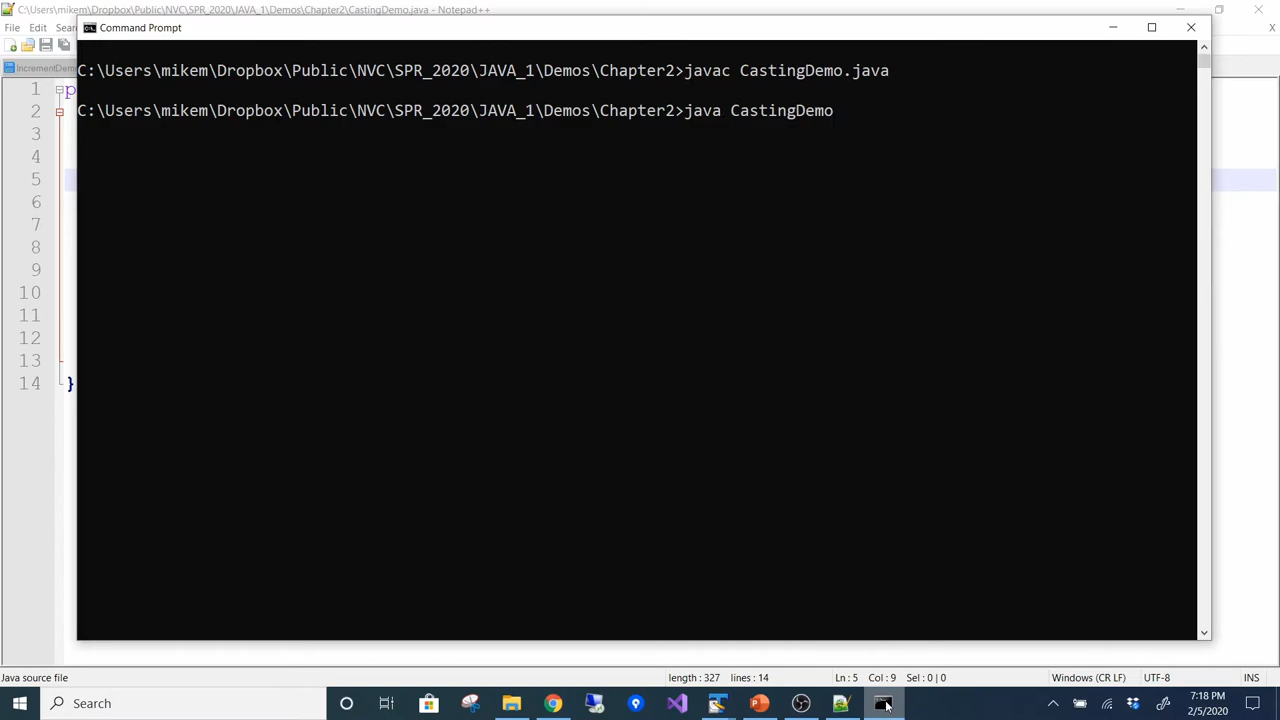 C:\Users\mikem\Dropbox\Public\NVC\SPR_2020\JAVA_1\Demos\Chapter2\CastingDemo.java - Notepad++
File Edit Sear
Command Prompt
IncrementDem
C:\Users\mikem\Dropbox\Public\NVC\SPR_2020\JAVA_1\Demos\Chapter2>javac CastingDemo.java
C:\Users\mikem\Dropbox\Public\NVC\SPR_2020\JAVA_1\Demos\Chapter2>java CastingDemo
1 p
2
3
4
5
6
7
8
9
10
11
12
13
14 }
Java source file length : 327 lines : 14 Ln : 5 Col : 9 Sel : 0 | 0 Windows (CR LF) UTF-8 INS
Search
7:18 PM
2/5/2020